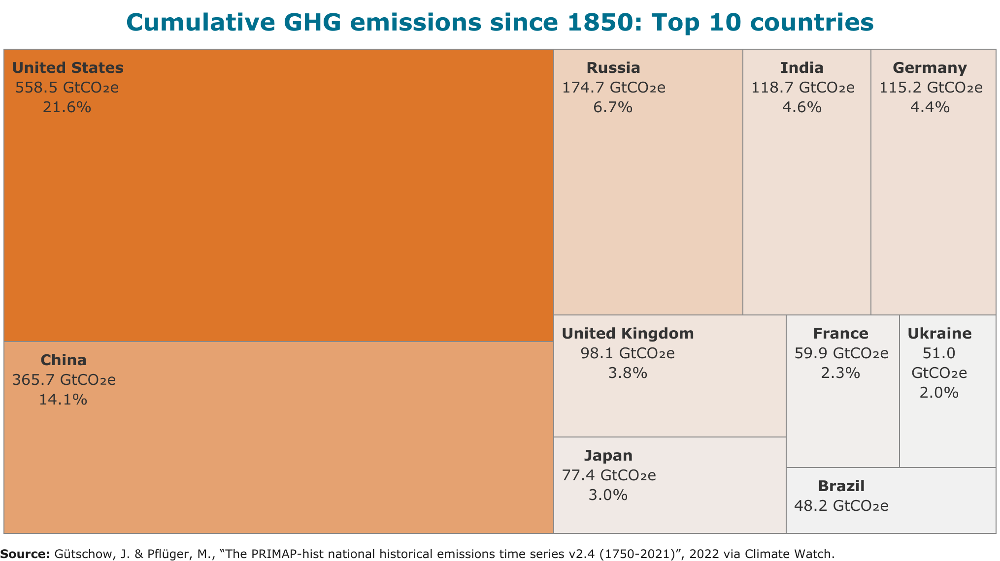 Cumulative GHG emissions since 1850: Top 10 countries
United States
558.5 GtCO₂e
21.6%
China
365.7 GtCO₂e
14.1%
Russia
174.7 GtCO₂e
6.7%
India
118.7 GtCO₂e
4.6%
Germany
115.2 GtCO₂e
4.4%
United Kingdom
98.1 GtCO₂e
3.8%
Japan
77.4 GtCO₂e
3.0%
France
59.9 GtCO₂e
2.3%
Ukraine
51.0
GtCO₂e
2.0%
Brazil
48.2 GtCO₂e
Source: Gütschow, J. & Pflüger, M., “The PRIMAP-hist national historical emissions time series v2.4 (1750-2021)”, 2022 via Climate Watch.